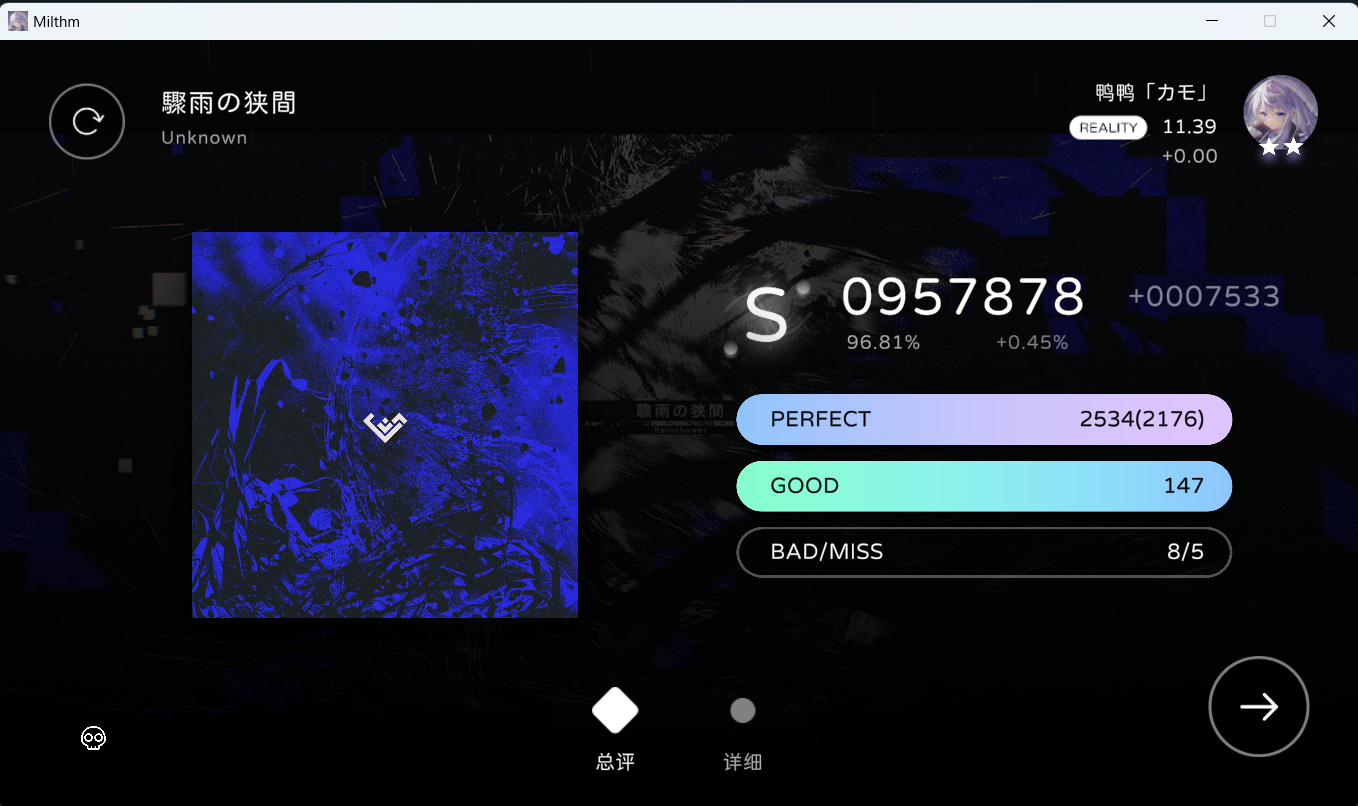 Milthm
驟雨の狭間
Unknown
鸭鸭「カモ」
REALITY 11.39
+0.00
S 0957878 +0007533
96.81% +0.45%
驟雨の狭間
Rainshower
PERFECT 2534(2176)
GOOD 147
BAD/MISS 8/5
总评 详细